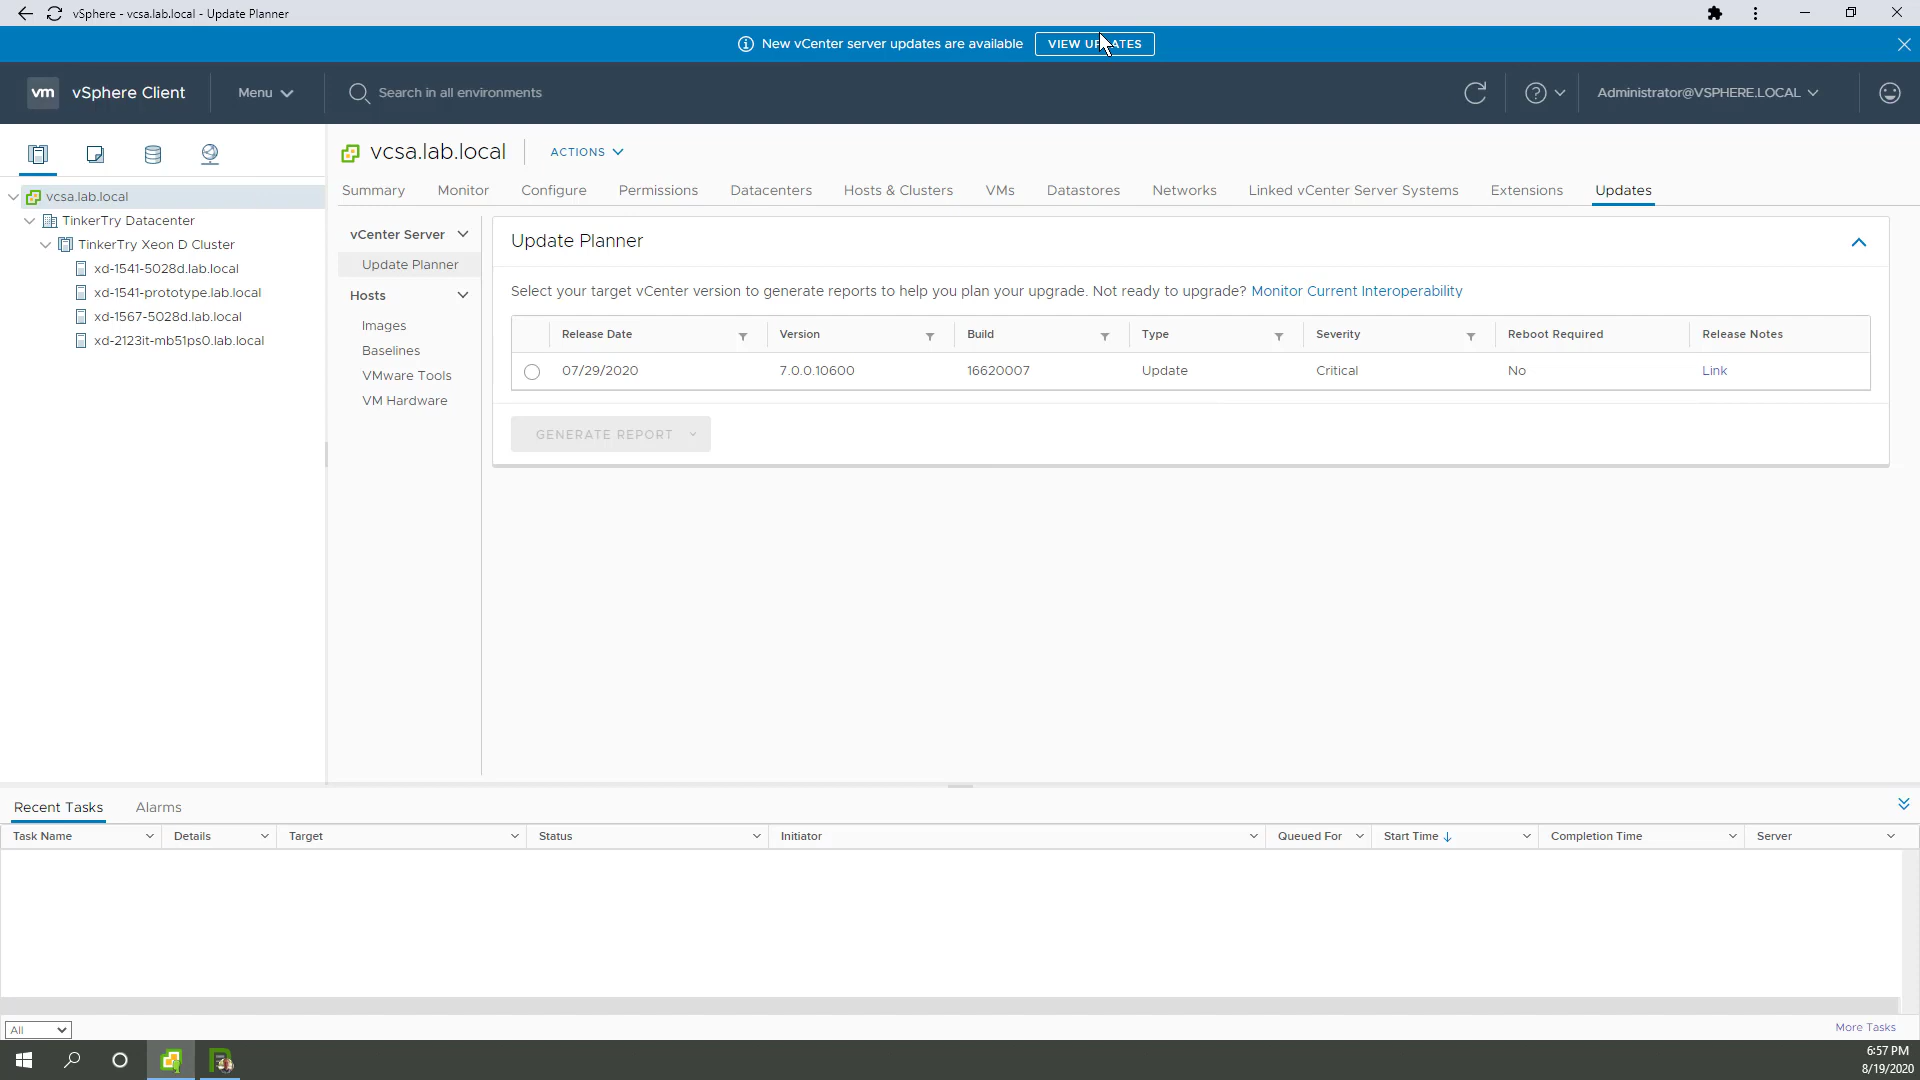 vSphere - vcsa.lab.local - Update Planner
New vCenter server updates are available VIEW UPDATES
vm vSphere Client Menu Search in all environments Administrator@VSPHERE.LOCAL
vcsa.lab.local ACTIONS
Summary Monitor Configure Permissions Datacenters Hosts & Clusters VMs Datastores Networks Linked vCenter Server Systems Extensions Updates
vcsa.lab.local
TinkerTry Datacenter
TinkerTry Xeon D Cluster
xd-1541-5028d.lab.local
xd-1541-prototype.lab.local
xd-1567-5028d.lab.local
xd-2123it-mb51ps0.lab.local
vCenter Server
Update Planner
Hosts
Images
Baselines
VMware Tools
VM Hardware
Update Planner
Select your target vCenter version to generate reports to help you plan your upgrade. Not ready to upgrade? Monitor Current Interoperability
Release Date Version Build Type Severity Reboot Required Release Notes
07/29/2020 7.0.0.10600 16620007 Update Critical No Link
GENERATE REPORT
Recent Tasks Alarms
Task Name Details Target Status Initiator Queued For Start Time Completion Time Server
All More Tasks
6:57 PM
8/19/2020